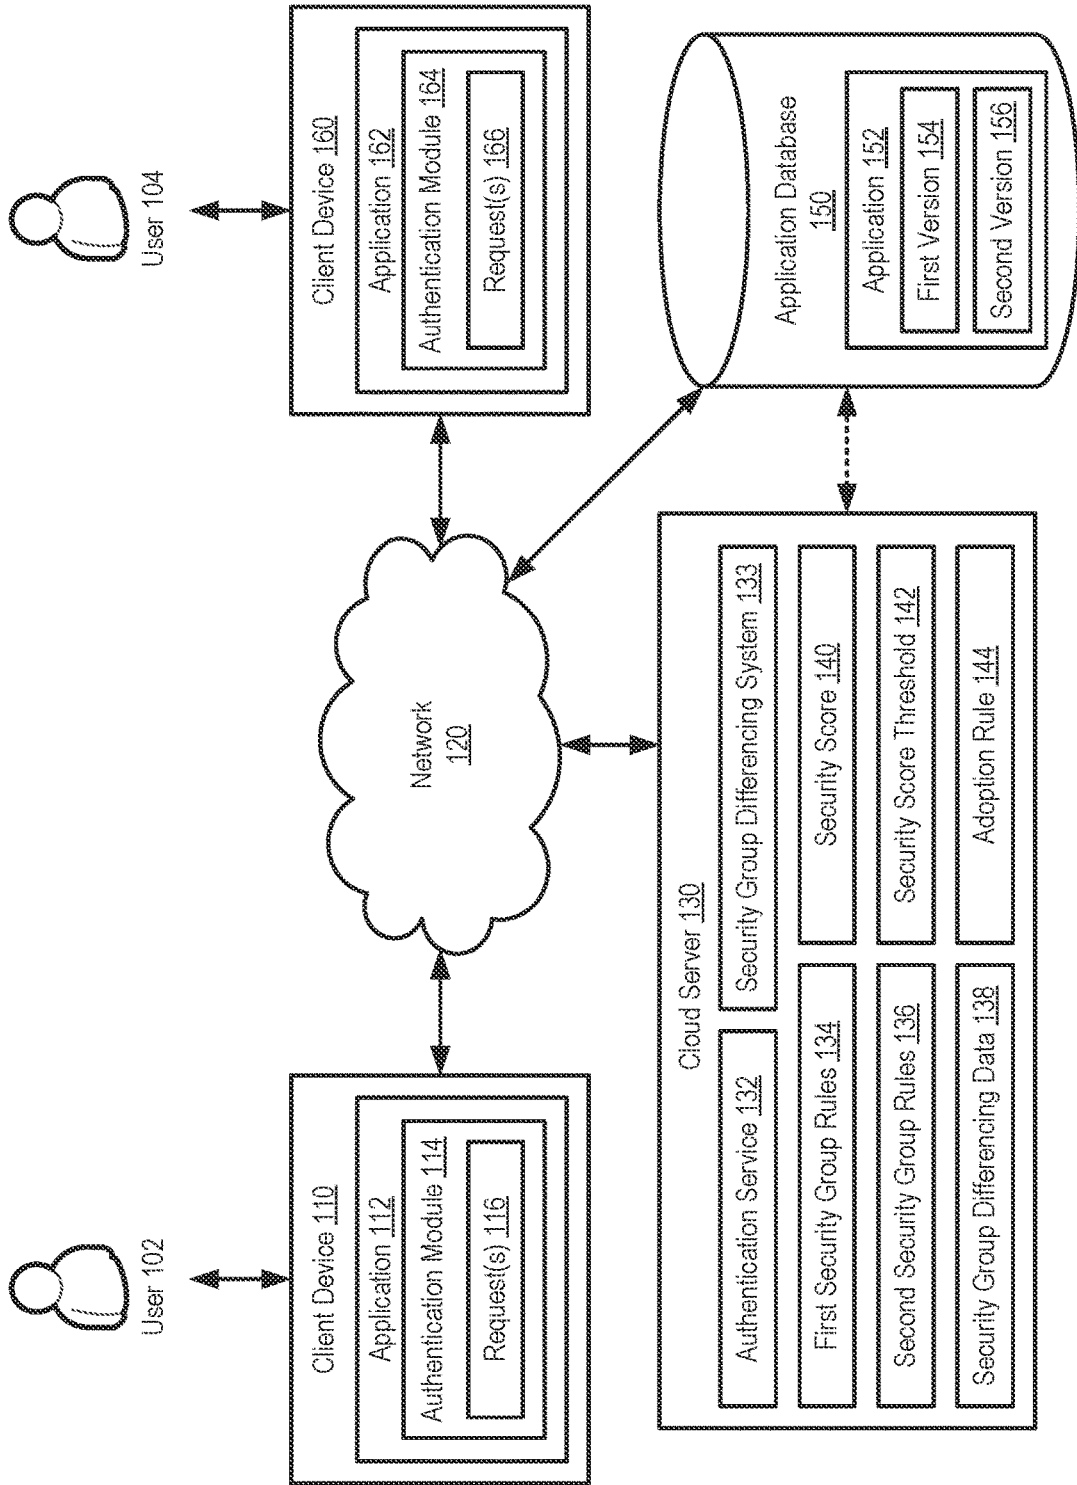 User 102
User 104
Client Device 110
Application 112
Authentication Module 114
Request(s) 116
Network
120
Client Device 160
Application 162
Authentication Module 164
Request(s) 166
Cloud Server 130
Authentication Service 132
Security Group Differencing System 133
First Security Group Rules 134
Security Score 140
Second Security Group Rules 136
Security Score Threshold 142
Security Group Differencing Data 138
Adoption Rule 144
Application Database
150
Application 152
First Version 154
Second Version 156